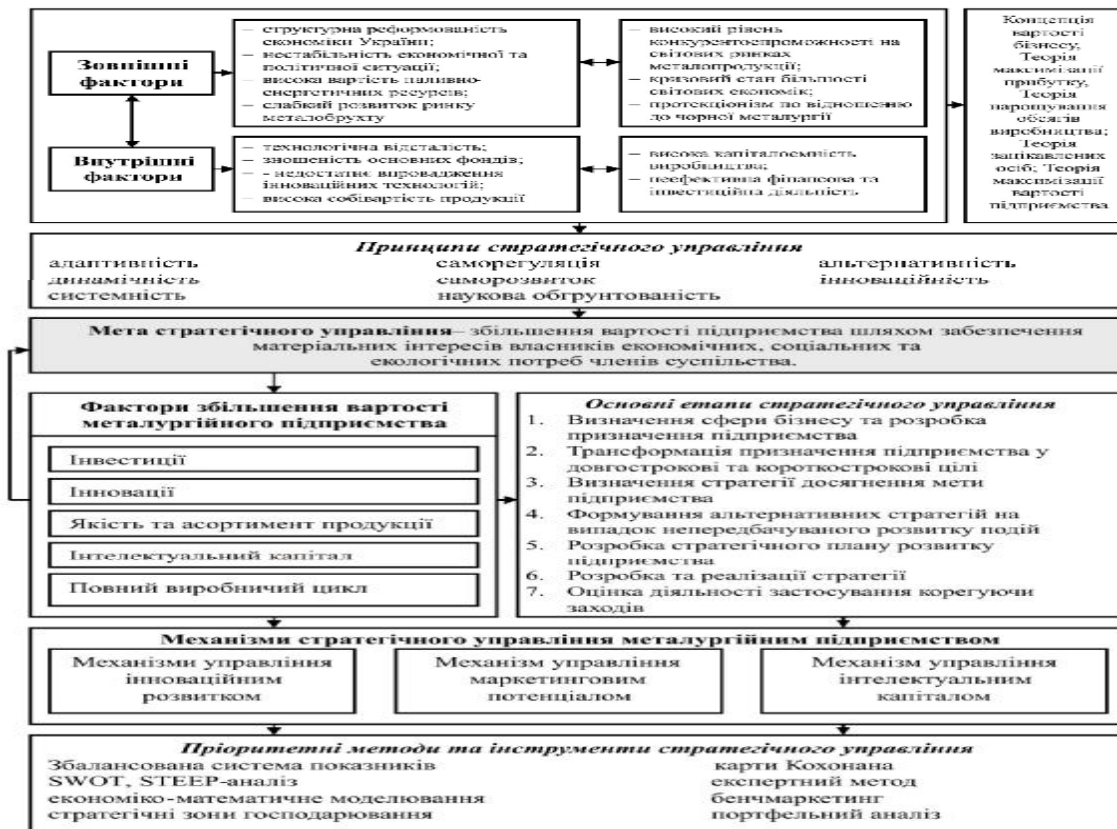 Зовнішні
фактори
– структурна реформованість
економіки України;
– нестабільність економічної та
політичної ситуації;
– висока вартість паливно-
енергетичних ресурсів;
– слабкий розвиток ринку
металобрухту
– високий рівень
конкурентоспроможності на
світових ринках
металопродукції;
– кризовий стан більшості
світових економік;
– протекціонізм по відношенню
до чорної металургії
Внутрішні
фактори
– технологічна відсталість;
– зношеність основних фондів;
– - недостатнє впровадження
інноваційних технологій;
– висока собівартість продукції
– висока капіталоємність
виробництва;
– неефективна фінансова та
інвестиційна діяльність
Концепція
вартості
бізнесу,
Теорія
максимізації
прибутку,
Теорія
нарощування
обсягів
виробництва;
Теорія
зацікавлених
осіб; Теорія
максимізації
вартості
підприємства
Принципи стратегічного управління
адаптивність саморегуляція альтернативність
динамічність саморозвиток інноваційність
системність наукова обгрунтованість
Мета стратегічного управління– збільшення вартості підприємства шляхом забезпечення
матеріальних інтересів власників економічних, соціальних та
екологічних потреб членів суспільства.
Фактори збільшення вартості
металургійного підприємства
Інвестиції
Інновації
Якість та асортимент продукції
Інтелектуальний капітал
Повний виробничий цикл
Основні етапи стратегічного управління
1. Визначення сфери бізнесу та розробка
призначення підприємства
2. Трансформація призначення підприємства у
довгострокові та короткострокові цілі
3. Визначення стратегії досягнення мети
підприємства
4. Формування альтернативних стратегій на
випадок непередбачуваного розвитку подій
5. Розробка стратегічного плану розвитку
підприємства
6. Розробка та реалізації стратегії
7. Оцінка діяльності застосування корегуючи
заходів
Механізми стратегічного управління металургійним підприємством
Механізми управління
інноваційним
розвитком
Механізм управління
маркетинговим
потенціалом
Механізм управління
інтелектуальним
капіталом
Пріоритетні методи та інструменти стратегічного управління
Збалансована система показників
SWOT, STEEP-аналіз
економіко-математичне моделювання
стратегічні зони господарювання
карти Кохонана
експертний метод
бенчмаркетинг
портфельний аналіз